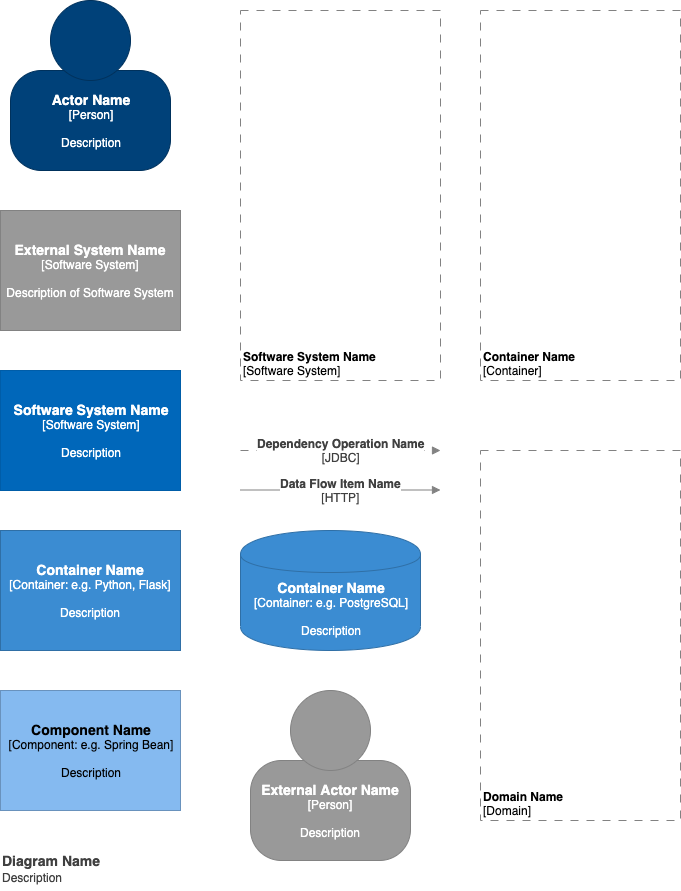 Actor Name
[Person]
Description
External System Name
[Software System]
Description of Software System
Software System Name
[Software System]
Container Name
[Container]
Software System Name
[Software System]
Description
Dependency Operation Name
[JDBC]
Data Flow Item Name
[HTTP]
Container Name
[Container: e.g. Python, Flask]
Description
Container Name
[Container: e.g. PostgreSQL]
Description
Component Name
[Component: e.g. Spring Bean]
Description
External Actor Name
[Person]
Description
Domain Name
[Domain]
Diagram Name
Description